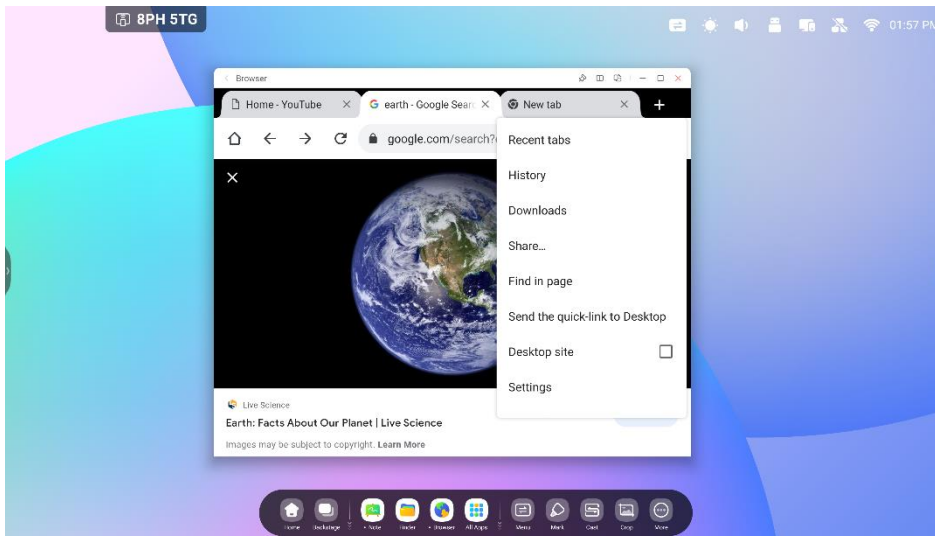 8PH 5TG
01:57 PM
Browser
Home - YouTube
earth - Google Sear
New tab
google.com/search?
Recent tabs
History
Downloads
Share...
Find in page
Send the quick-link to Desktop
Desktop site
Settings
Live Science
Earth: Facts About Our Planet | Live Science
Images may be subject to copyright. Learn More
Home Backstage • Note Finder • Browser All Apps Menu Mark Cast Crop More